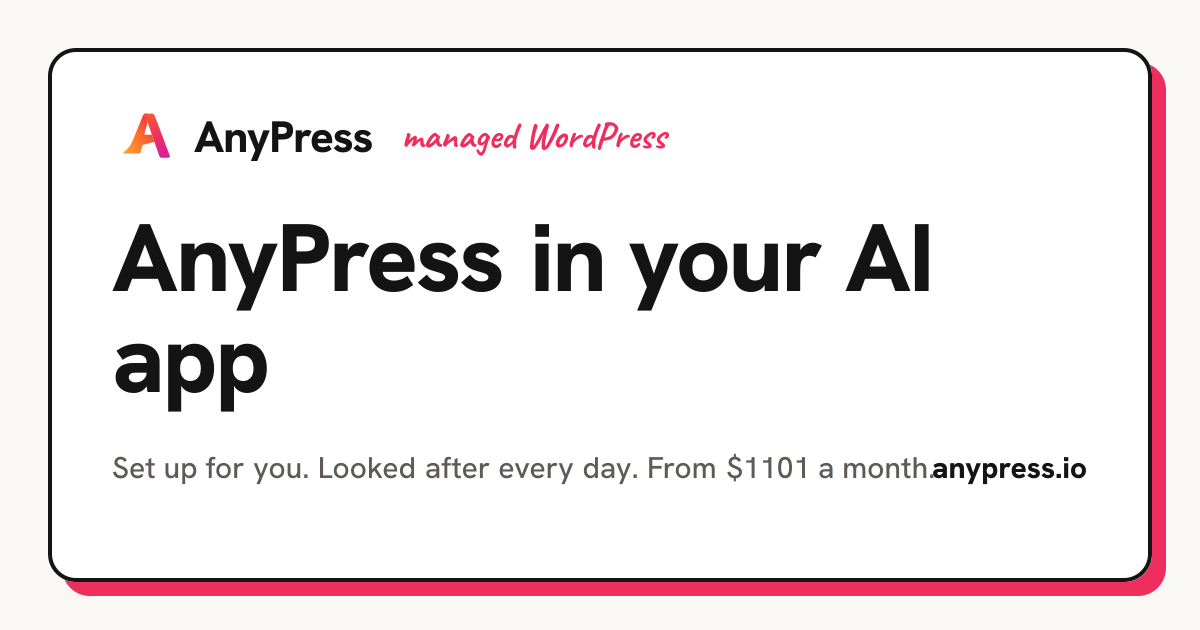 AnyPress managed WordPress
AnyPress in your AI
app
Set up for you. Looked after every day. From $1101 a month.anypress.io